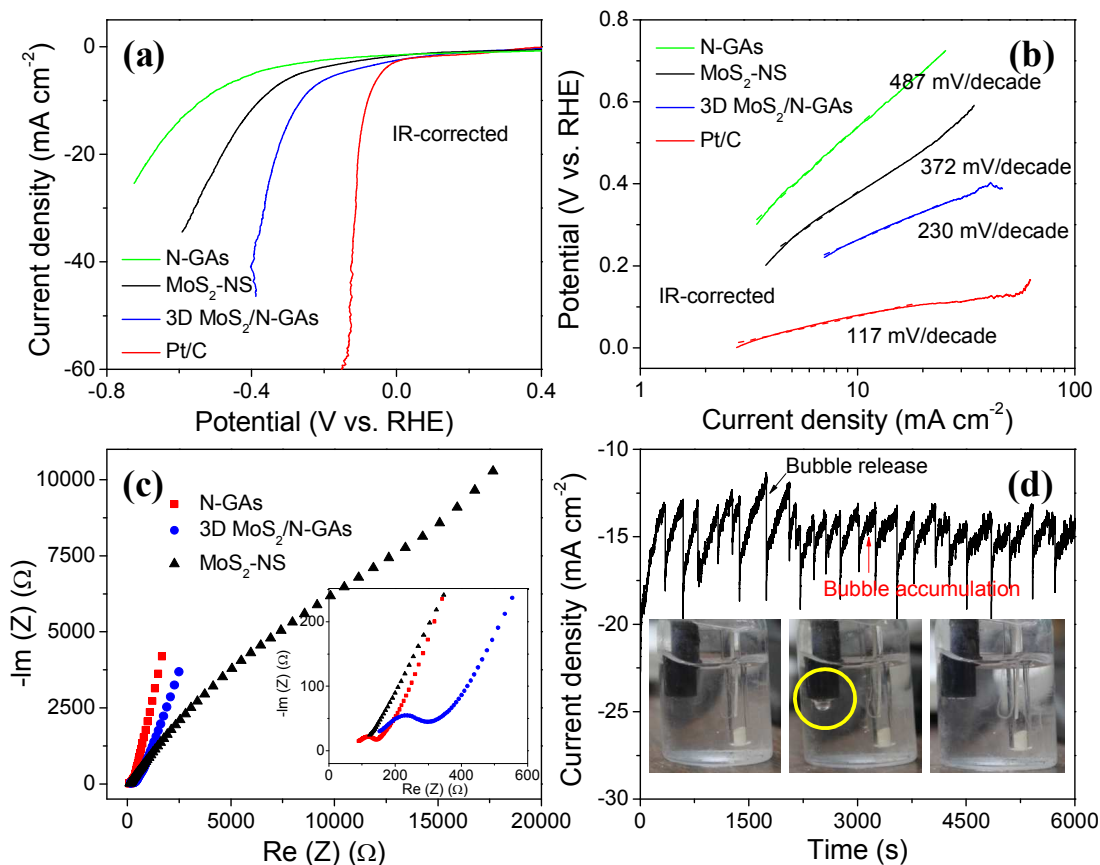 (a)
0
-20
-40
-60
-0.8
-0.4
0.0
0.4
Current density (mA cm⁻²)
Potential (V vs. RHE)
IR-corrected
N-GAs
MoS₂-NS
3D MoS₂/N-GAs
Pt/C
(b)
0.8
0.6
0.4
0.2
0.0
1
10
100
Potential (V vs. RHE)
Current density (mA cm⁻²)
N-GAs
MoS₂-NS
3D MoS₂/N-GAs
Pt/C
487 mV/decade
372 mV/decade
230 mV/decade
IR-corrected
117 mV/decade
(c)
10000
7500
5000
2500
0
0
5000
10000
15000
20000
-Im (Z) (Ω)
Re (Z) (Ω)
N-GAs
3D MoS₂/N-GAs
MoS₂-NS
200
100
0
0
200
400
600
-Im (Z) (Ω)
Re (Z) (Ω)
(d)
-10
-15
-20
-25
-30
0
1500
3000
4500
6000
Current density (mA cm⁻²)
Time (s)
Bubble release
Bubble accumulation